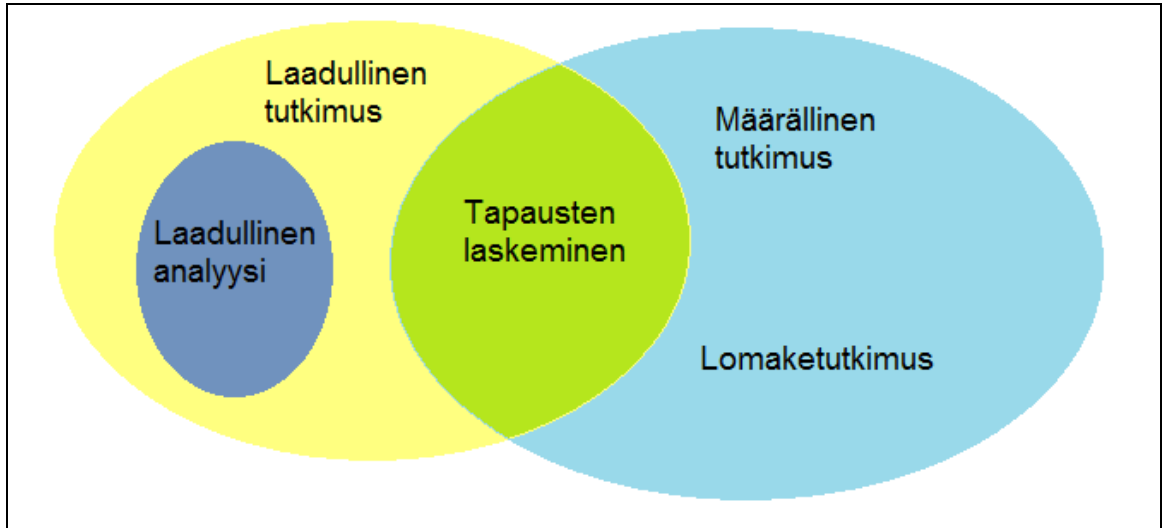 Laadullinen
tutkimus
Laadullinen
analyysi
Tapausten
laskeminen
Määrällinen
tutkimus
Lomaketutkimus